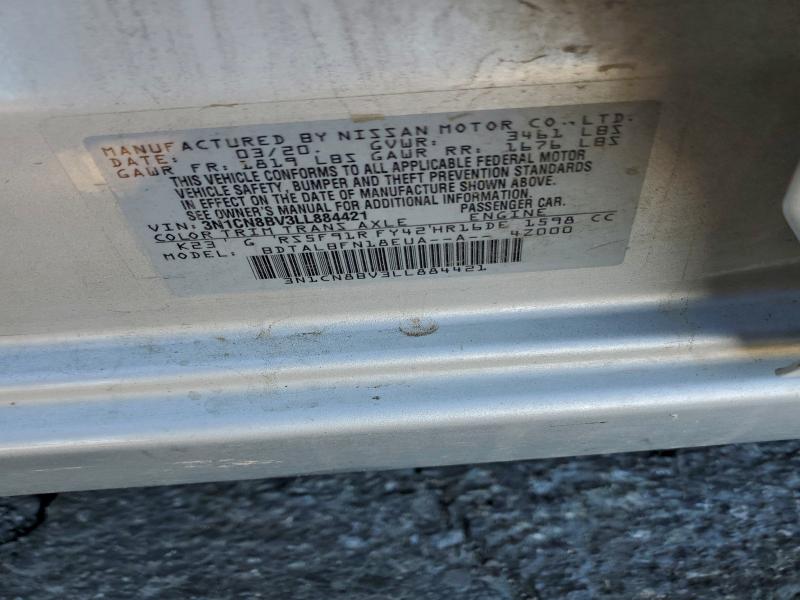 MANUFACTURED BY NISSAN MOTOR CO., LTD.
DATE: 03/20 GVWR: 3461 LBS
GAWR FR: 1819 LBS GAWR RR: 1676 LBS
THIS VEHICLE CONFORMS TO ALL APPLICABLE FEDERAL MOTOR
VEHICLE SAFETY, BUMPER AND THEFT PREVENTION STANDARDS
IN EFFECT ON THE DATE OF MANUFACTURE SHOWN ABOVE.
SEE OWNER'S MANUAL FOR ADDITIONAL INFORMATION.
VIN: 3N1CN8BV3LL884421 PASSENGER CAR.
COLOR TRIM TRANS AXLE ENGINE
K23 G RS5F91R FY42 HR16DE 1598 CC
MODEL: BDTALBFN18EUA--A-- 4Z000
3N1CN8BV3LL884421